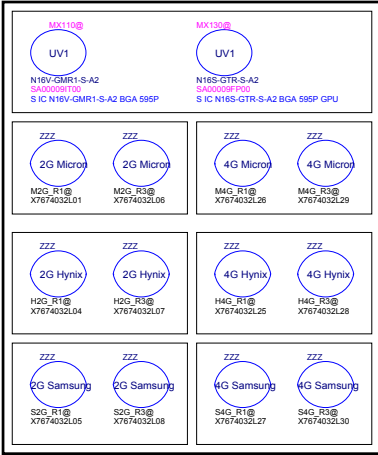 MX110@ MX130@
UV1 UV1
N16V-GMR1-S-A2 N16S-GTR-S-A2
SA00009IT00 SA00009FP00
S IC N16V-GMR1-S-A2 BGA 595P S IC N16S-GTR-S-A2 BGA 595P GPU
ZZZ ZZZ ZZZ ZZZ
2G Micron 2G Micron 4G Micron 4G Micron
M2G_R1@ M2G_R3@ M4G_R1@ M4G_R3@
X7674032L01 X7674032L06 X7674032L26 X7674032L29
ZZZ ZZZ ZZZ ZZZ
2G Hynix 2G Hynix 4G Hynix 4G Hynix
H2G_R1@ H2G_R3@ H4G_R1@ H4G_R3@
X7674032L04 X7674032L07 X7674032L25 X7674032L28
ZZZ ZZZ ZZZ ZZZ
2G Samsung 2G Samsung 4G Samsung 4G Samsung
S2G_R1@ S2G_R3@ S4G_R1@ S4G_R3@
X7674032L05 X7674032L08 X7674032L27 X7674032L30